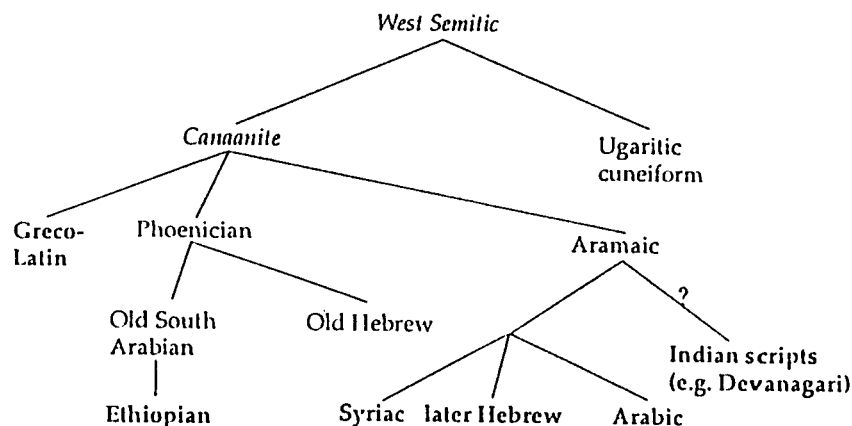 West Semitic
Canaanite
Ugaritic
cuneiform
Greco-
Latin
Phoenician
Aramaic
?
Old South
Arabian
Old Hebrew
Indian scripts
(e.g. Devanagari)
Ethiopian
Syriac
later Hebrew
Arabic